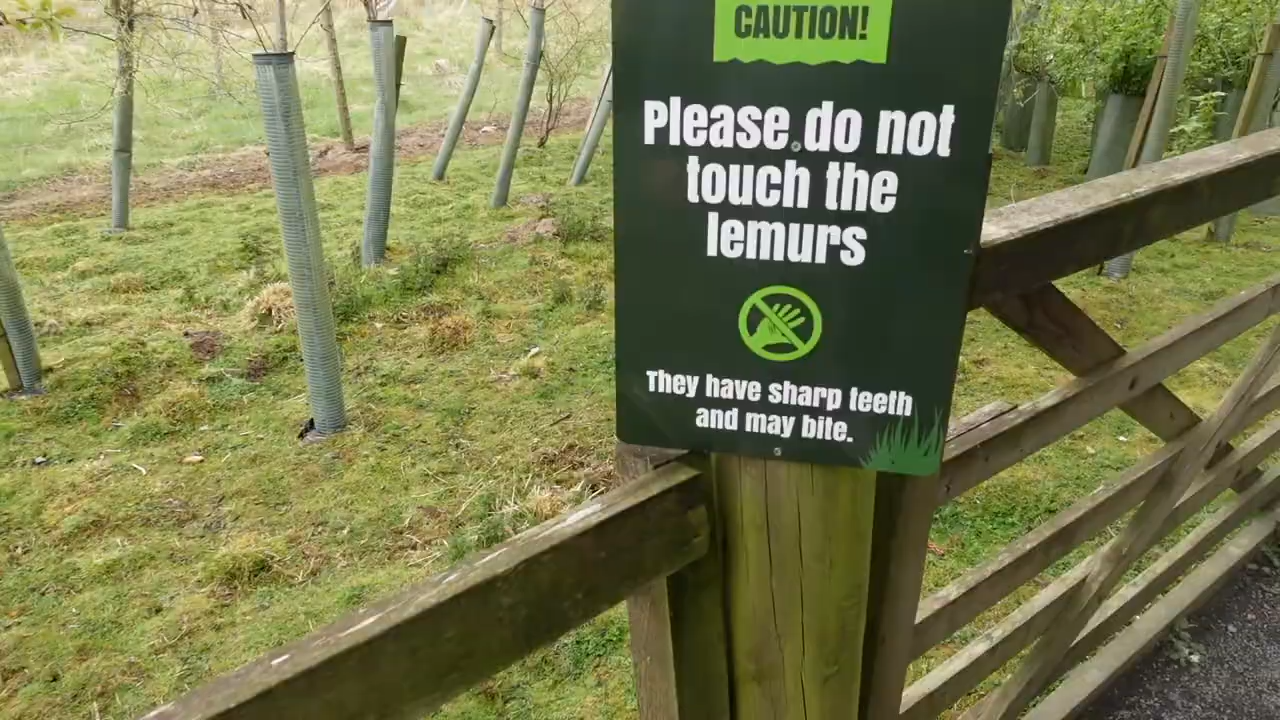 CAUTION!
Please do not
touch the
lemurs
They have sharp teeth
and may bite.